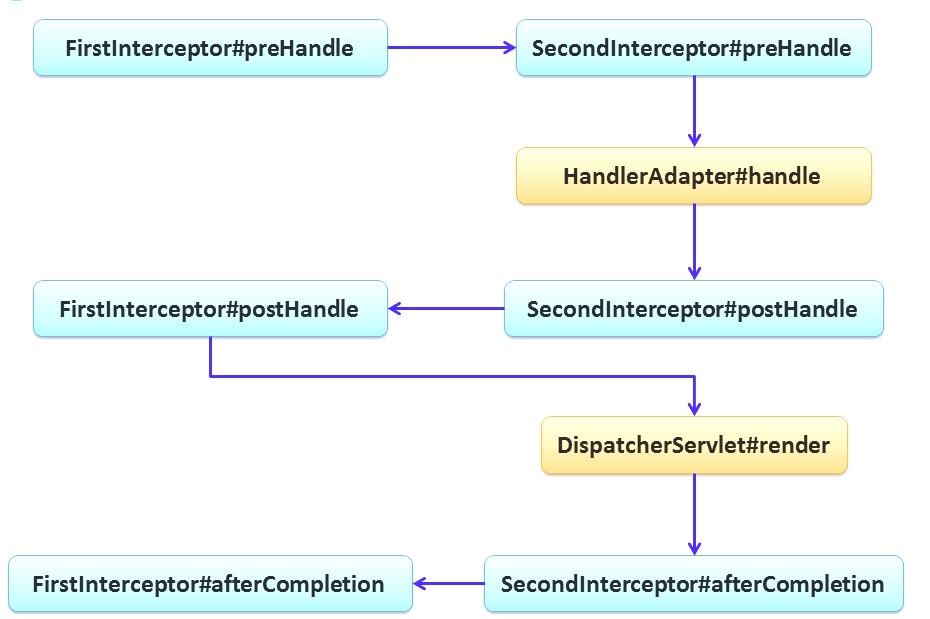 FirstInterceptor#preHandle
SecondInterceptor#preHandle
HandlerAdapter#handle
FirstInterceptor#postHandle
SecondInterceptor#postHandle
DispatcherServlet#render
FirstInterceptor#afterCompletion
SecondInterceptor#afterCompletion